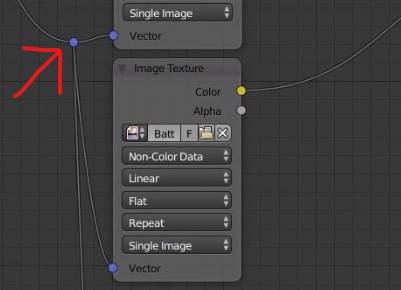 Single Image
Vector
Image Texture
Color
Alpha
Batt F
Non-Color Data
Linear
Flat
Repeat
Single Image
Vector